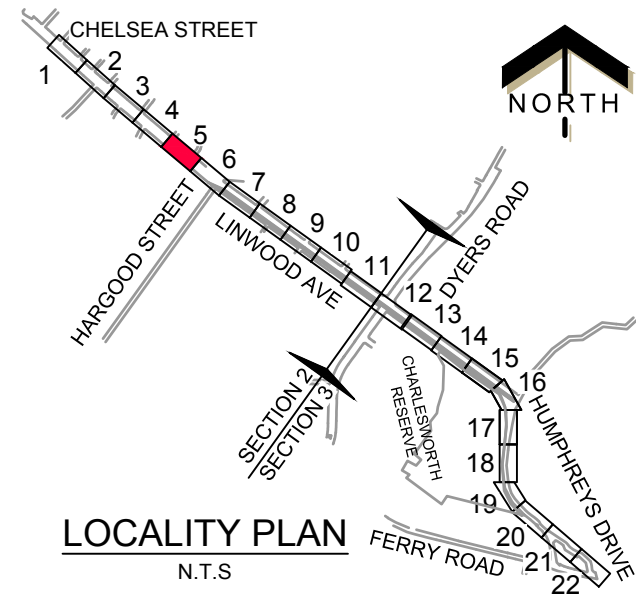 CHELSEA STREET
NORTH
1
2
3
4
5
6
7
8
9
10
11
12
13
14
15
16
17
18
19
20
21
22
HARGOOD STREET
LINWOOD AVE
DYERS ROAD
SECTION 2
SECTION 3
CHARLESWORTH
RESERVE
HUMPHREYS DRIVE
FERRY ROAD
LOCALITY PLAN
N.T.S